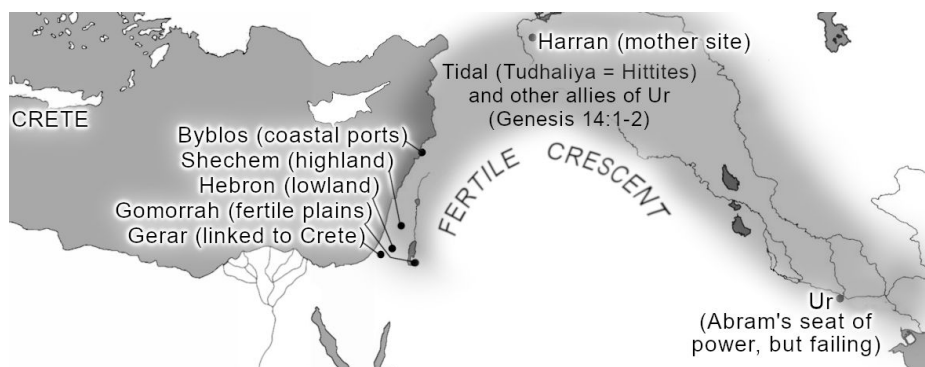 Harran (mother site)
Tidal (Tudhaliya = Hittites)
and other allies of Ur
(Genesis 14:1-2)
CRETE
Byblos (coastal ports)
Shechem (highland)
Hebron (lowland)
Gomorrah (fertile plains)
Gerar (linked to Crete)
FERTILE CRESCENT
Ur
(Abram's seat of
power, but failing)